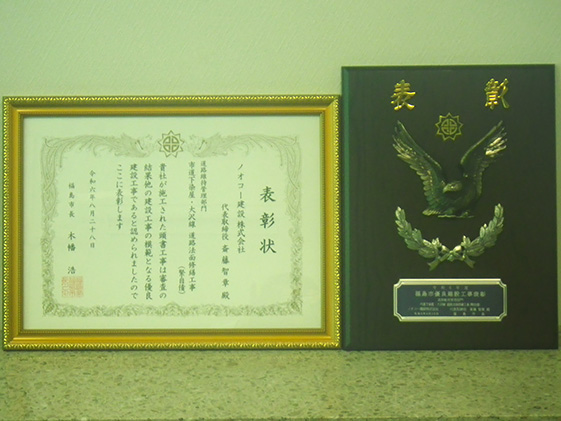 表彰状
ノオコー建設株式会社
代表取締役 斎藤智章 殿
道路維持管理部門
市道下染屋・大沢線 道路法面修繕工事
(緊自債)
貴社が施工された頭書工事は審査の
結果他の建設工事の模範となる優良
建設工事であると認められましたので
ここに表彰します
令和六年八月二十八日
福島市長 木幡 浩
表彰
福島市優良建設工事表彰